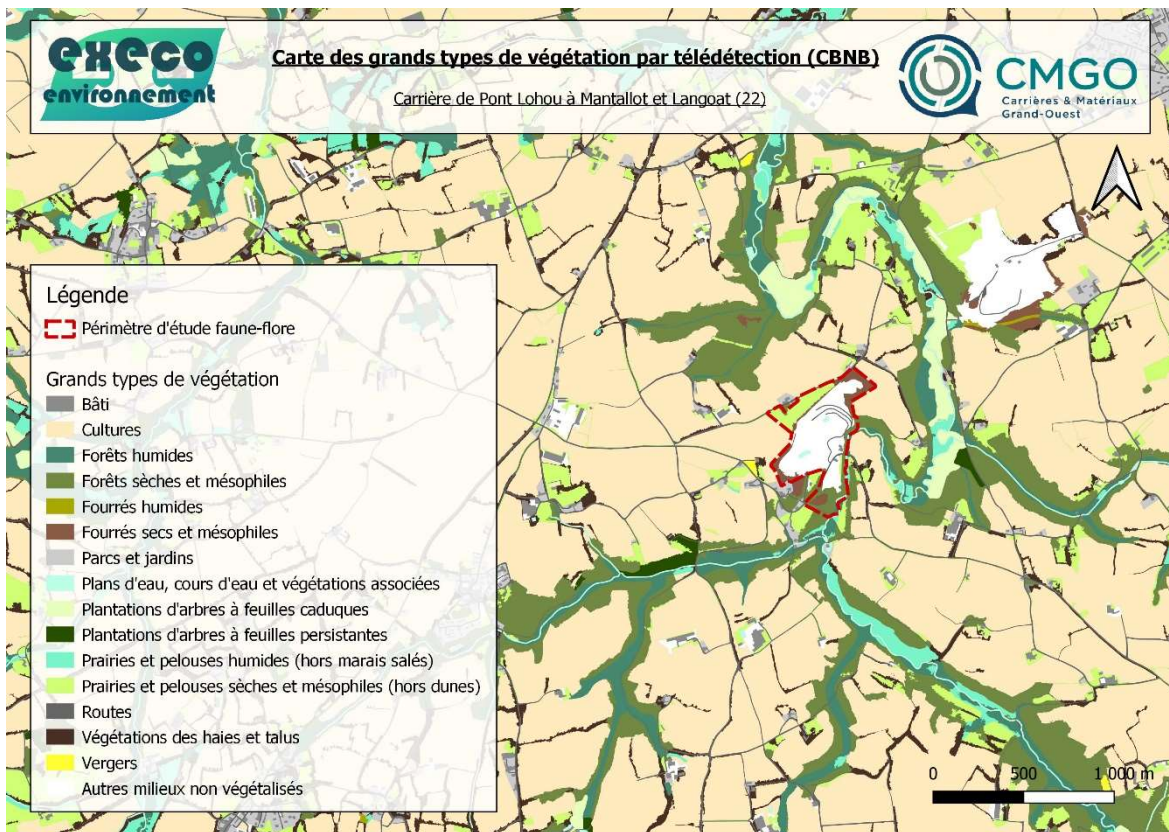 execo
environnement
Carte des grands types de végétation par télédétection (CBNB)
Carrière de Pont Lohou à Mantallot et Langoat (22)
CMGO
Carrières & Matériaux
Grand-Ouest
Légende
Périmètre d'étude faune-flore
Grands types de végétation
Bâti
Cultures
Forêts humides
Forêts sèches et mésophiles
Fourrés humides
Fourrés secs et mésophiles
Parcs et jardins
Plans d'eau, cours d'eau et végétations associées
Plantations d'arbres à feuilles caduques
Plantations d'arbres à feuilles persistantes
Prairies et pelouses humides (hors marais salés)
Prairies et pelouses sèches et mésophiles (hors dunes)
Routes
Végétations des haies et talus
Vergers
Autres milieux non végétalisés
0 500 1 000 m